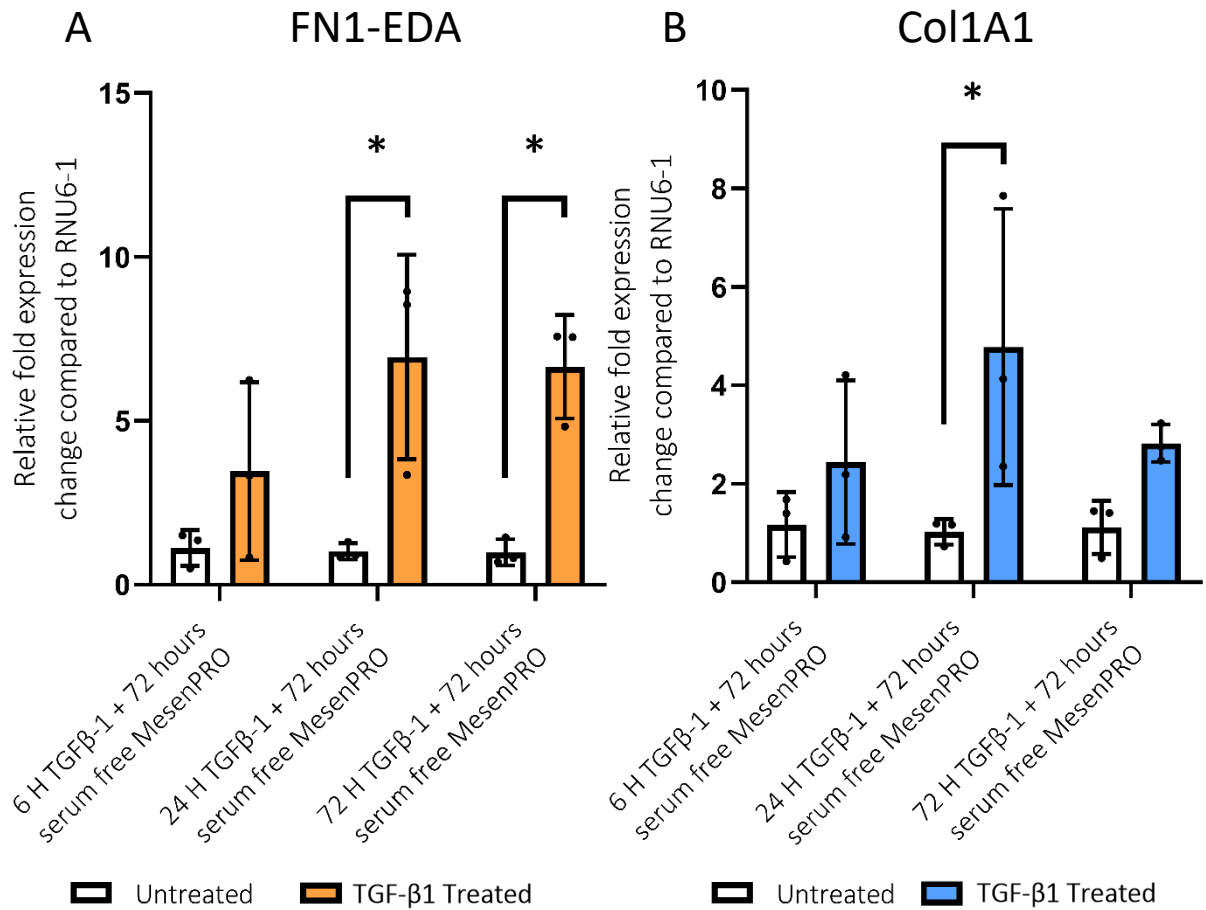 A
FN1-EDA
B
Col1A1
Relative fold expression
change compared to RNU6-1
15
10
5
0
*
*
6 H TGFβ-1 + 72 hours
serum free MesenPRO
24 H TGFβ-1 + 72 hours
serum free MesenPRO
72 H TGFβ-1 + 72 hours
serum free MesenPRO
Untreated
TGF-β1 Treated
Relative fold expression
change compared to RNU6-1
10
8
6
4
2
0
*
6 H TGFβ-1 + 72 hours
serum free MesenPRO
24 H TGFβ-1 + 72 hours
serum free MesenPRO
72 H TGFβ-1 + 72 hours
serum free MesenPRO
Untreated
TGF-β1 Treated